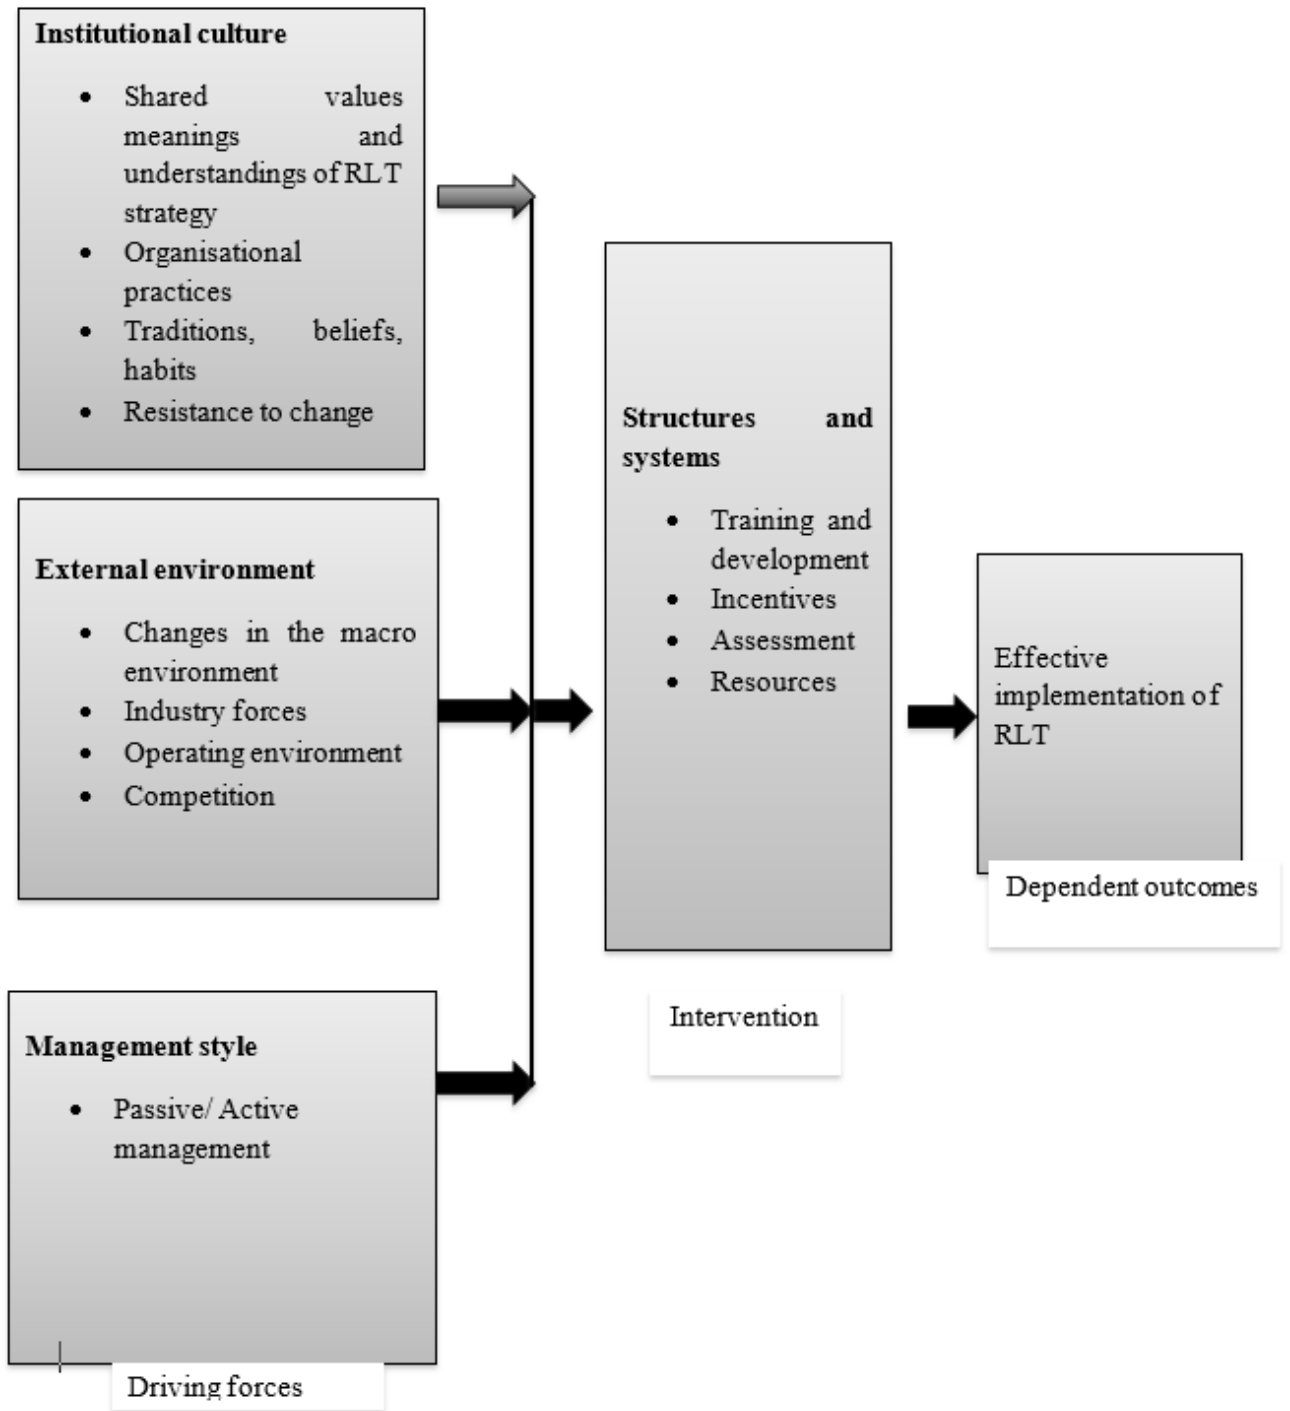 Institutional culture
• Shared values
meanings and
understandings of RLT
strategy
• Organisational
practices
• Traditions, beliefs,
habits
• Resistance to change
External environment
• Changes in the macro
environment
• Industry forces
• Operating environment
• Competition
Management style
• Passive/ Active
management
Driving forces
Structures and
systems
• Training and
development
• Incentives
• Assessment
• Resources
Intervention
Effective
implementation of
RLT
Dependent outcomes